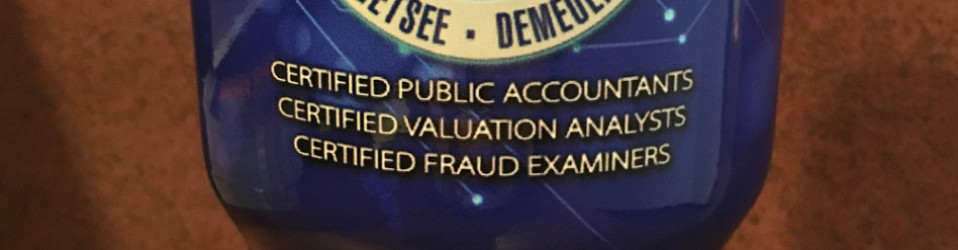 CERTIFIED PUBLIC ACCOUNTANTS
CERTIFIED VALUATION ANALYSTS
CERTIFIED FRAUD EXAMINERS